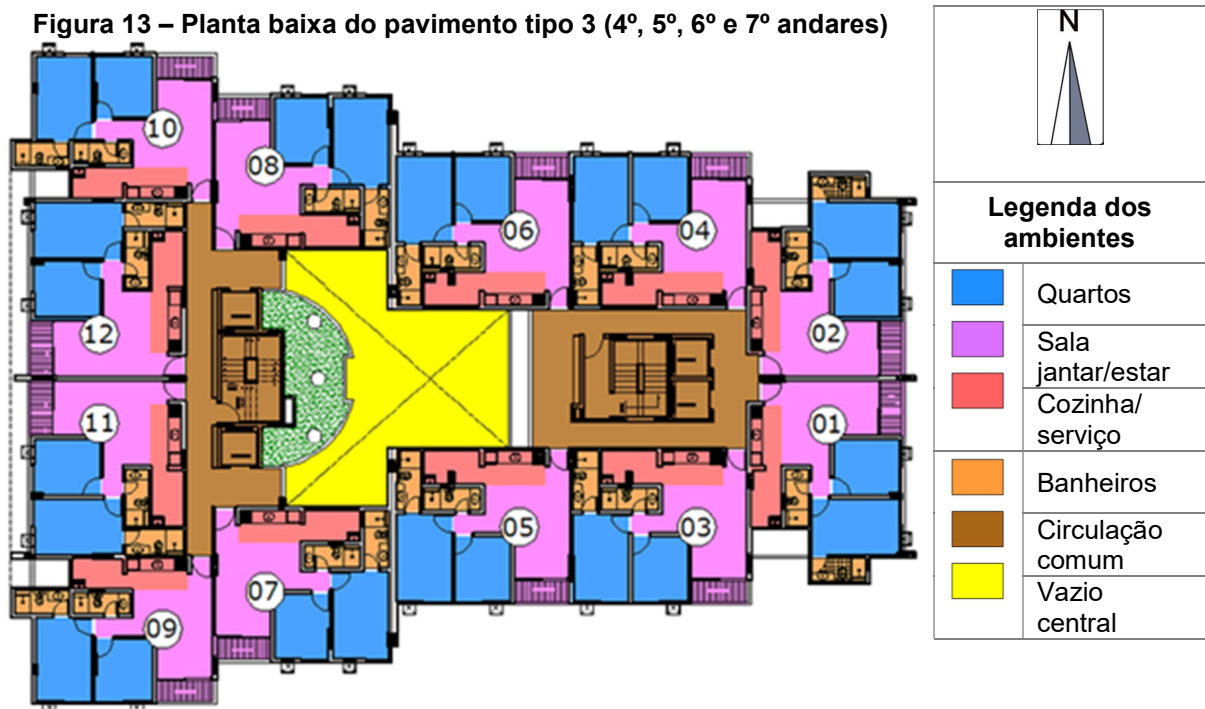 Figura 13 – Planta baixa do pavimento tipo 3 (4º, 5º, 6º e 7º andares)
N
Legenda dos
ambientes
Quartos
Sala
jantar/estar
Cozinha/
serviço
Banheiros
Circulação
comum
Vazio
central
10
08
06
04
02
12
11
01
05
03
07
09